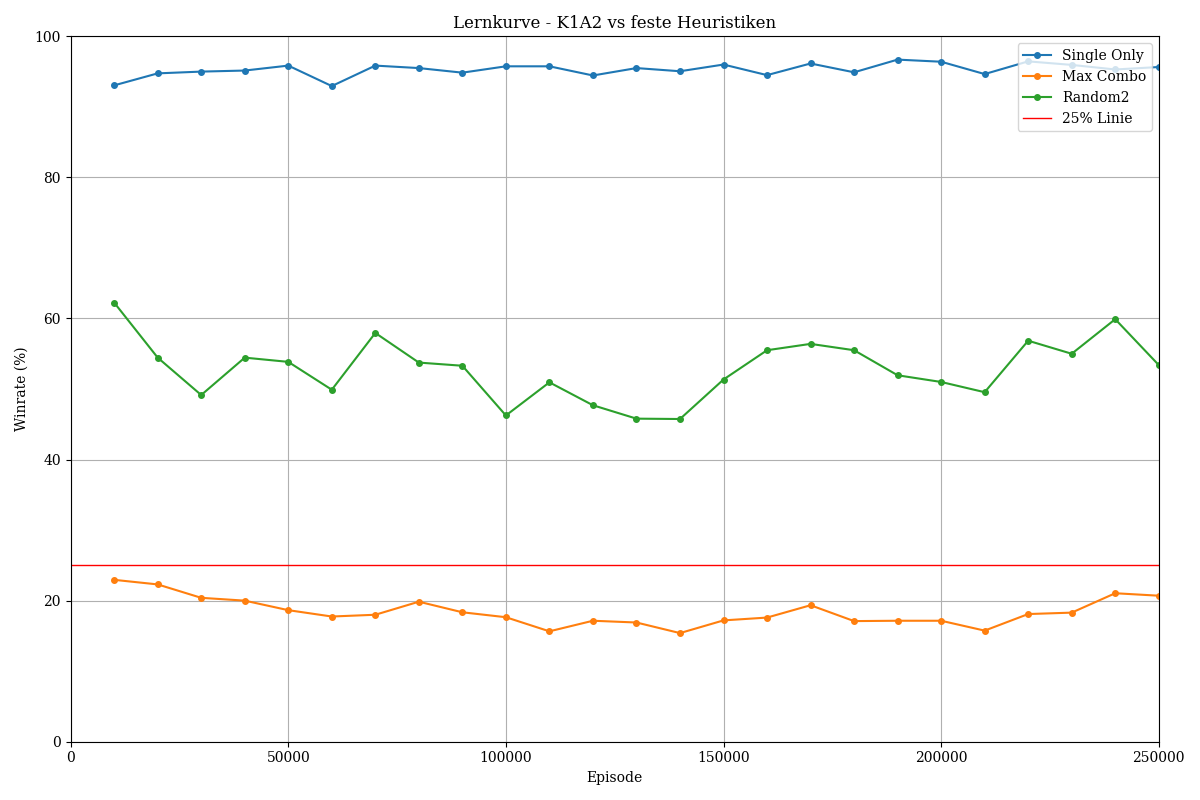 Lernkurve - K1A2 vs feste Heuristiken
100
80
60
40
20
0
Winrate (%)
Single Only
Max Combo
Random2
25% Linie
0 50000 100000 150000 200000 250000
Episode